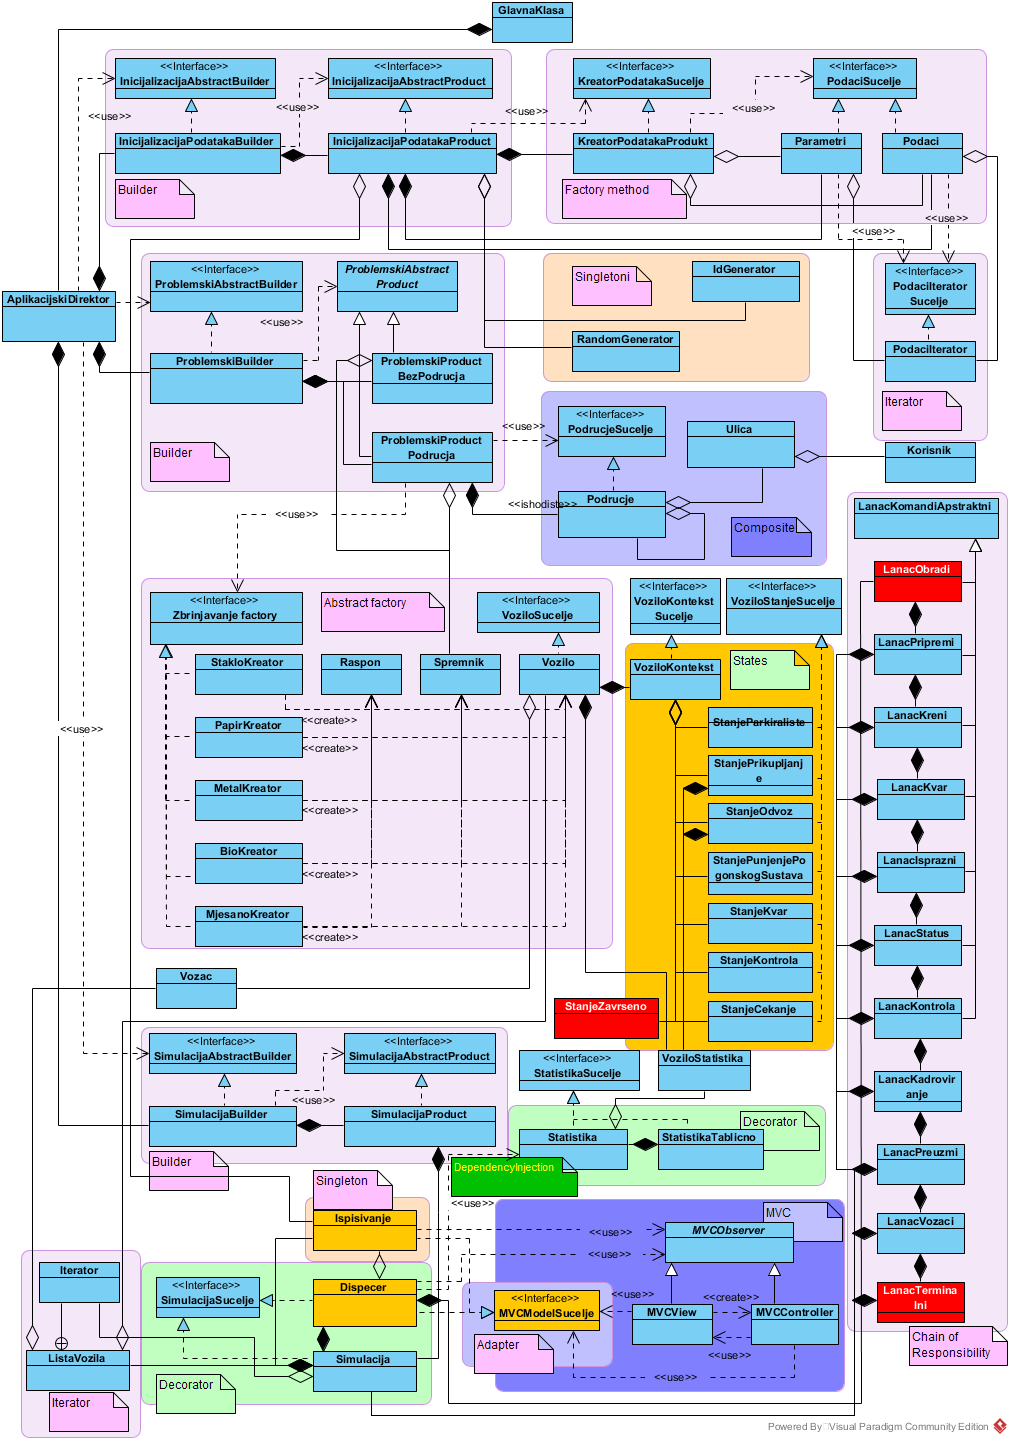 GlavnaKlasa
<<Interface>>
InicijalizacijaAbstractBuilder
<<Interface>>
InicijalizacijaAbstractProduct
<<Interface>>
KreatorPodatakaSucelje
<<Interface>>
PodaciSucelje
<<use>>
<<use>>
<<use>>
<<use>>
InicijalizacijaPodatakaBuilder
InicijalizacijaPodatakaProduct
KreatorPodatakaProdukt
Parametri
Podaci
Builder
Factory method
<<use>>
<<use>>
<<Interface>>
ProblemskiAbstractBuilder
ProblemskiAbstract
Product
Singletoni
IdGenerator
<<Interface>>
PodaciIterator
Sucelje
AplikacijskiDirektor
<<use>>
RandomGenerator
PodaciIterator
ProblemskiBuilder
ProblemskiProduct
BezPodrucja
Iterator
<<Interface>>
PodrucjeSucelje
Ulica
<<use>>
ProblemskiProduct
Podrucja
Builder
Korisnik
Podrucje
<<ishodiste>>
<<use>>
Composite
LanacKomandiApstraktni
LanacObradi
<<Interface>>
Zbrinjavanje factory
Abstract factory
<<Interface>>
VoziloSucelje
<<Interface>>
VoziloKontekst
Sucelje
<<Interface>>
VoziloStanjeSucelje
LanacPripremi
StakloKreator
Raspon
Spremnik
Vozilo
VoziloKontekst
States
<<create>>
PapirKreator
StanjeParkiraliste
LanacKreni
<<use>>
<<create>>
StanjePrikupljanj
e
MetalKreator
LanacKvar
<<create>>
StanjeOdvoz
BioKreator
StanjePunjenjePo
gonskogSustava
LanacIsprazni
<<create>>
MjesanoKreator
StanjeKvar
LanacStatus
<<create>>
Vozac
StanjeKontrola
StanjeZavrseno
StanjeCekanje
LanacKontrola
<<Interface>>
SimulacijaAbstractBuilder
<<Interface>>
SimulacijaAbstractProduct
<<Interface>>
StatistikaSucelje
VoziloStatistika
LanacKadrovir
anje
<<use>>
SimulacijaBuilder
SimulacijaProduct
Statistika
StatistikaTablicno
Decorator
LanacPreuzmi
Builder
DependencyInjection
Singleton
<<use>>
MVC
LanacVozaci
Ispisivanje
<<use>>
MVCObserver
<<use>>
Iterator
<<Interface>>
SimulacijaSucelje
Dispecer
<<Interface>>
MVCModelSucelje
<<use>>
<<create>>
MVCView
MVCController
LanacTermina
lni
Adapter
<<use>>
<<use>>
Chain of
Responsibility
ListaVozila
Simulacija
Decorator
Iterator
Powered By Visual Paradigm Community Edition